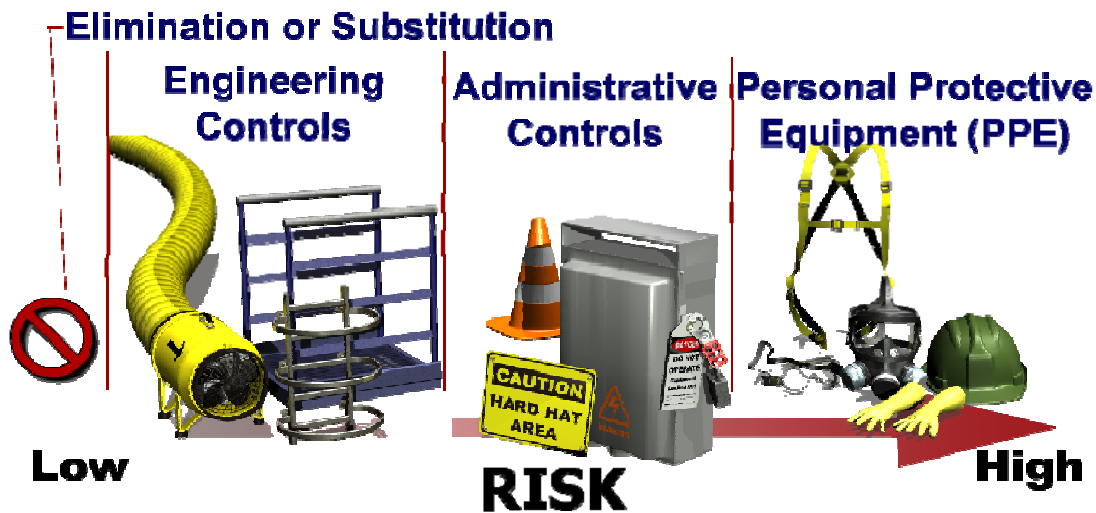 Elimination or Substitution
Engineering
Controls
Administrative
Controls
Personal Protective
Equipment (PPE)
CAUTION
HARD HAT
AREA
DANGER
DO NOT
OPERATE
Low
RISK
High